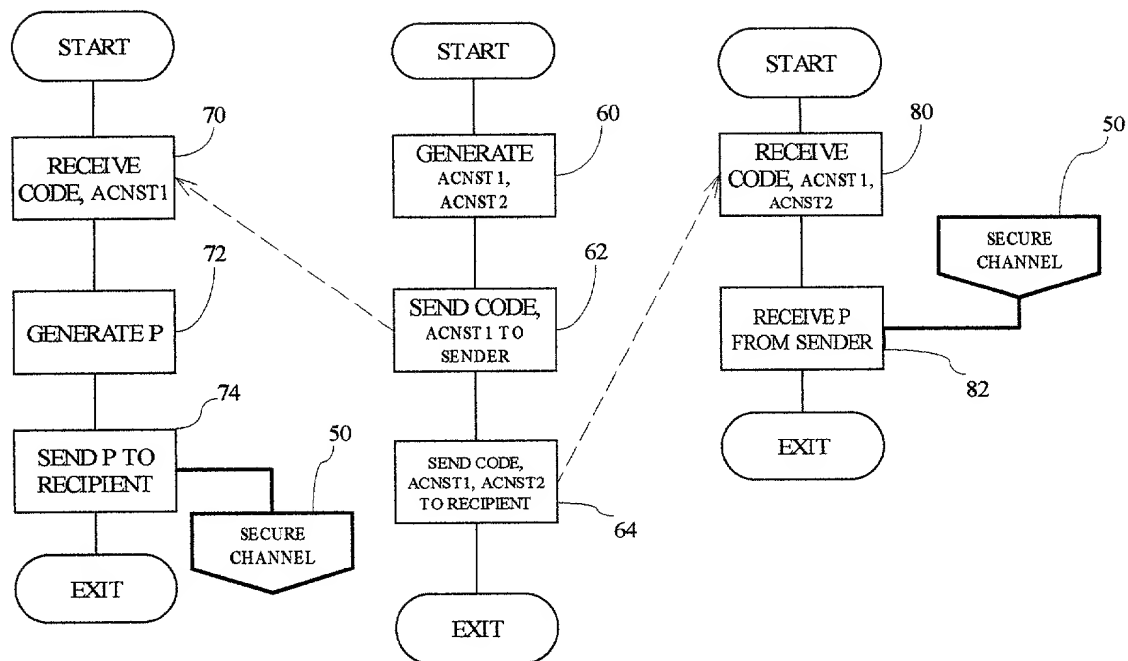 START
70
RECEIVE
CODE, ACNST1
72
GENERATE P
74
SEND P TO
RECIPIENT
50
SECURE
CHANNEL
EXIT
START
60
GENERATE
ACNST1,
ACNST2
62
SEND CODE,
ACNST1 TO
SENDER
SEND CODE,
ACNST1, ACNST2
TO RECIPIENT
64
EXIT
START
80
RECEIVE
CODE, ACNST1,
ACNST2
50
SECURE
CHANNEL
RECEIVE P
FROM SENDER
82
EXIT